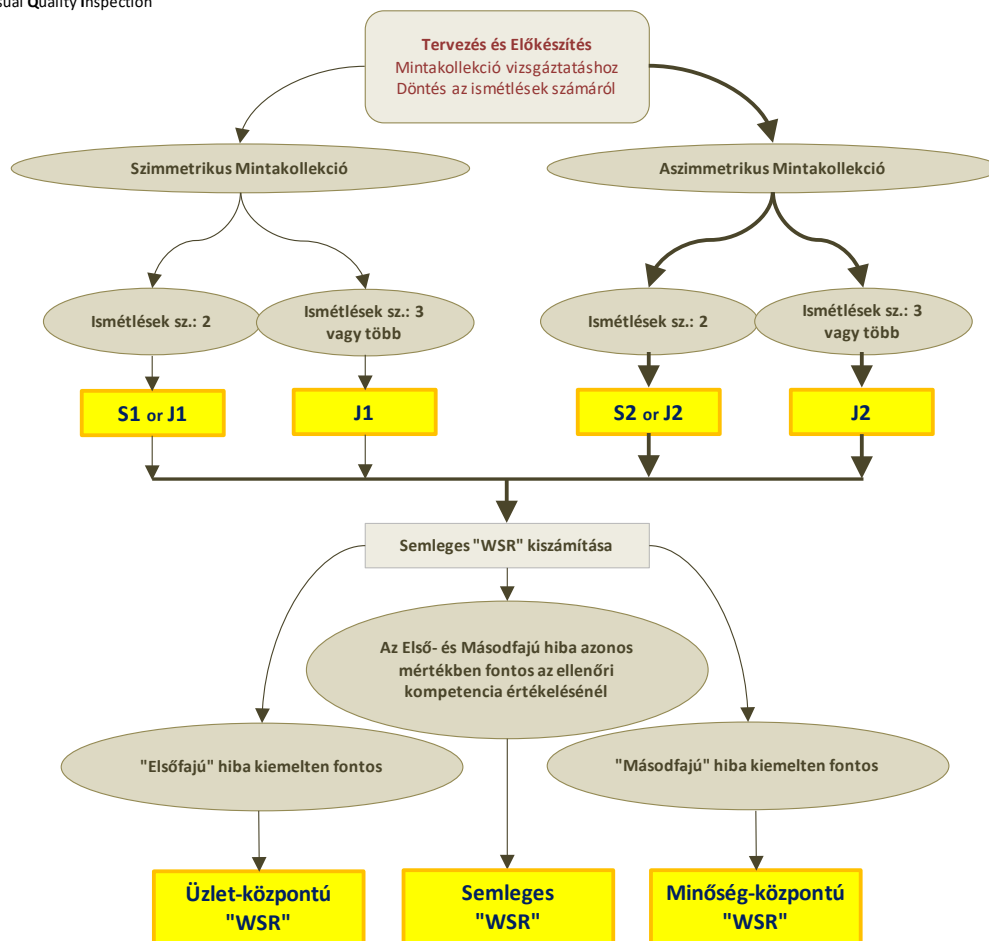 sual Quality Inspection
Tervezés és Előkészítés
Mintakollekció vizsgáztatáshoz
Döntés az ismétlések számáról
Szimmetrikus Mintakollekció
Aszimmetrikus Mintakollekció
Ismétlések sz.: 2
Ismétlések sz.: 3
vagy több
Ismétlések sz.: 2
Ismétlések sz.: 3
vagy több
S1 or J1
J1
S2 or J2
J2
Semleges "WSR" kiszámítása
Az Első- és Másodfajú hiba azonos
mértékben fontos az ellenőri
kompetencia értékelésénél
"Elsőfajú" hiba kiemelten fontos
"Másodfajú" hiba kiemelten fontos
Üzlet-központú
"WSR"
Semleges
"WSR"
Minőség-központú
"WSR"